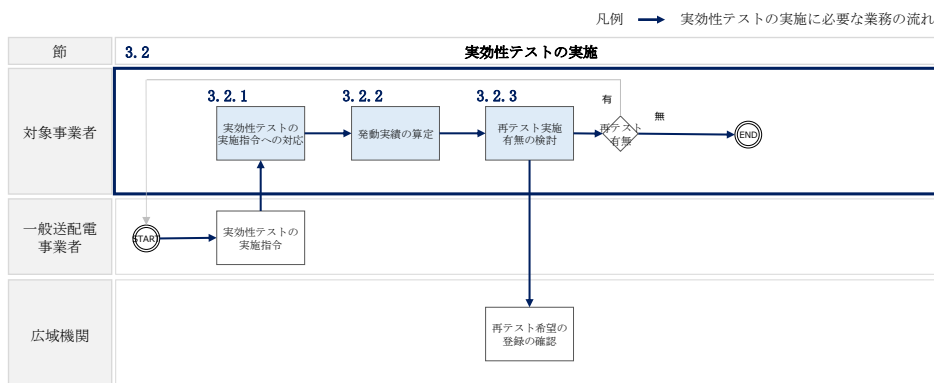 凡例
実効性テストの実施に必要な業務の流れ
節
3.2
実効性テストの実施
対象事業者
3.2.1
実効性テストの
実施指令への対応
3.2.2
発動実績の算定
3.2.3
再テスト実施
有無の検討
有
再テスト
有無
無
END
一般送配電
事業者
START
実効性テストの
実施指令
広域機関
再テスト希望の
登録の確認